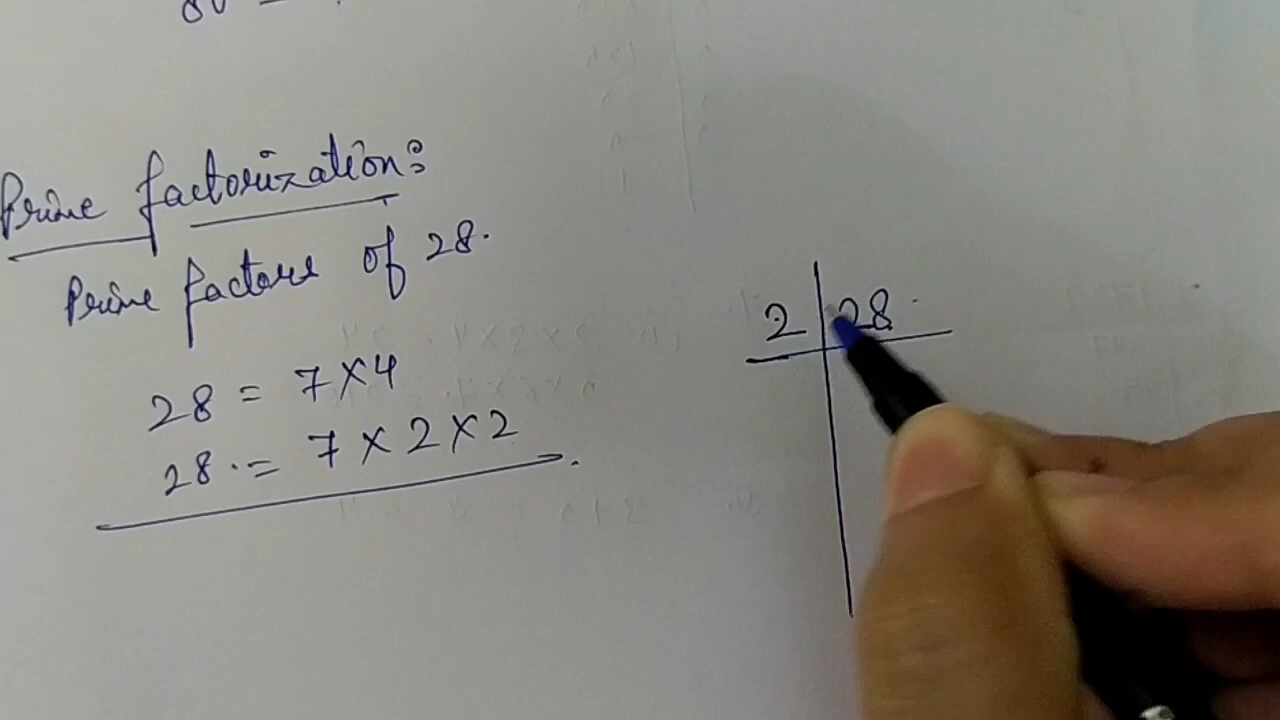 Prime factorization:
Prime factors of 28.
28 = 7 × 4
28. = 7 × 2 × 2
2 28